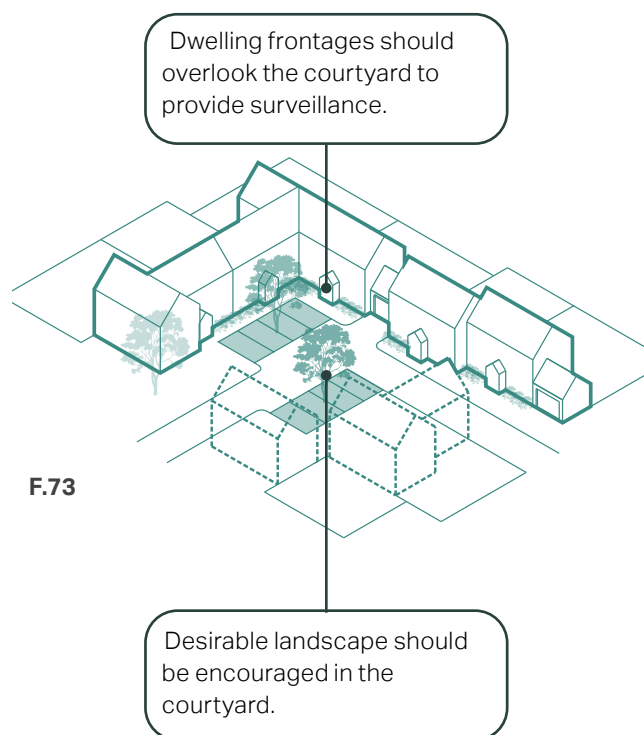 Dwelling frontages should
overlook the courtyard to
provide surveillance.
F.73
Desirable landscape should
be encouraged in the
courtyard.